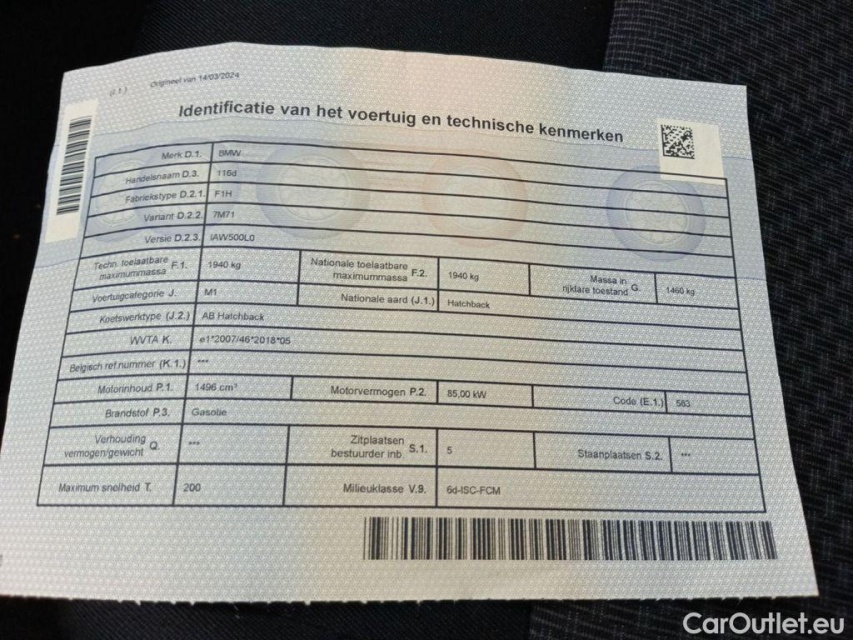 (J.1) Origineel van 14/03/2024
Identificatie van het voertuig en technische kenmerken
Merk D.1. BMW
Handelsnaam D.3. 116d
Fabriekstype D.2.1. F1H
Variant D.2.2. 7M71
Versie D.2.3. IAW500L0
Techn. toelaatbare maximummassa F.1. 1940 kg Nationale toelaatbare maximummassa F.2. 1940 kg Massa in rijklare toestand G. 1460 kg
Voertuigcategorie J. M1 Nationale aard (J.1.) Hatchback
Koetswerktype (J.2.) AB Hatchback
WVTA K. e1*2007/46*2018*05
Belgisch ref.nummer (K.1.) ***
Motorinhoud P.1. 1496 cm³ Motorvermogen P.2. 85,00 kW Code (E.1.) 563
Brandstof P.3. Gasolie
Verhouding vermogen/gewicht Q. *** Zitplaatsen bestuurder inb. S.1. 5 Staanplaatsen S.2. ***
Maximum snelheid T. 200 Milieuklasse V.9. 6d-ISC-FCM
CarOutlet.eu